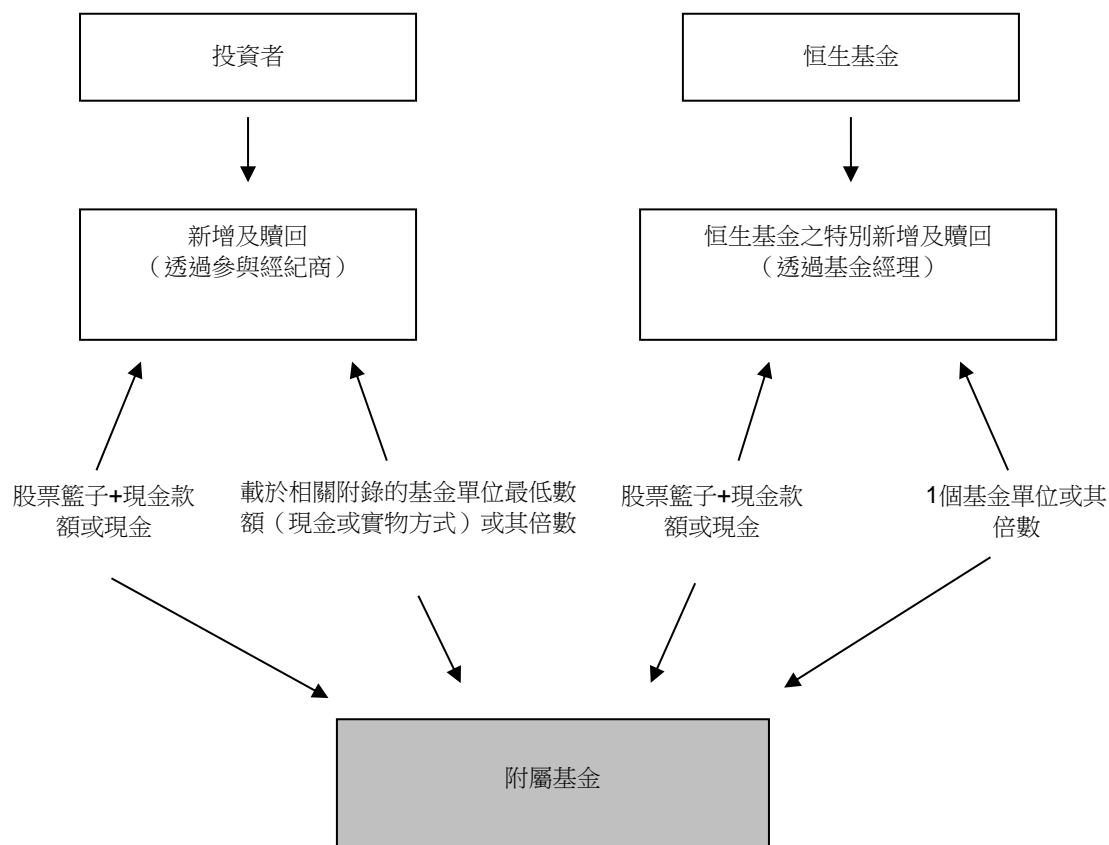 投資者
恒生基金
新增及贖回
（透過參與經紀商）
恒生基金之特別新增及贖回
（透過基金經理）
股票籃子+現金款
額或現金
載於相關附錄的基金單位最低數
額（現金或實物方式）或其倍數
股票籃子+現金款
額或現金
1個基金單位或其
倍數
附屬基金